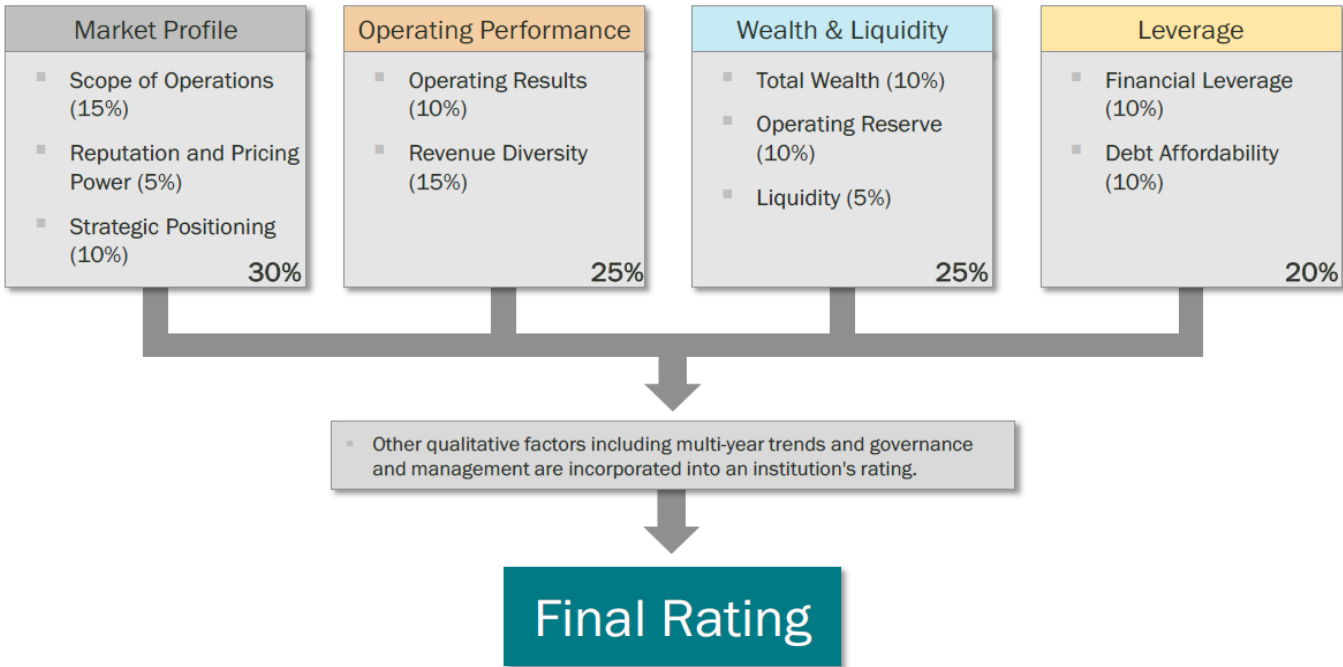 Market Profile
Scope of Operations
(15%)
Reputation and Pricing
Power (5%)
Strategic Positioning
(10%)
30%
Operating Performance
Operating Results
(10%)
Revenue Diversity
(15%)
25%
Wealth & Liquidity
Total Wealth (10%)
Operating Reserve
(10%)
Liquidity (5%)
25%
Leverage
Financial Leverage
(10%)
Debt Affordability
(10%)
20%
Other qualitative factors including multi-year trends and governance
and management are incorporated into an institution's rating.
Final Rating